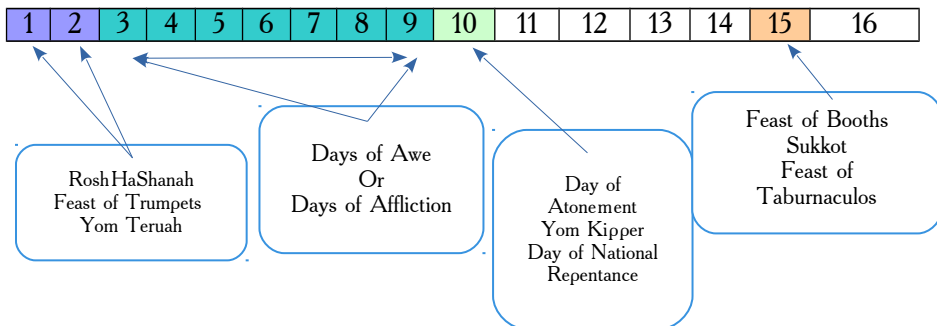 1 2 3 4 5 6 7 8 9 10 11 12 13 14 15 16
RoshHaShanah
Feast of Trumpets
Yom Teruah
Days of Awe
Or
Days of Affliction
Day of
Atonement
Yom Kipper
Day of National
Repentance
Feast of Booths
Sukkot
Feast of
Taburnaculos